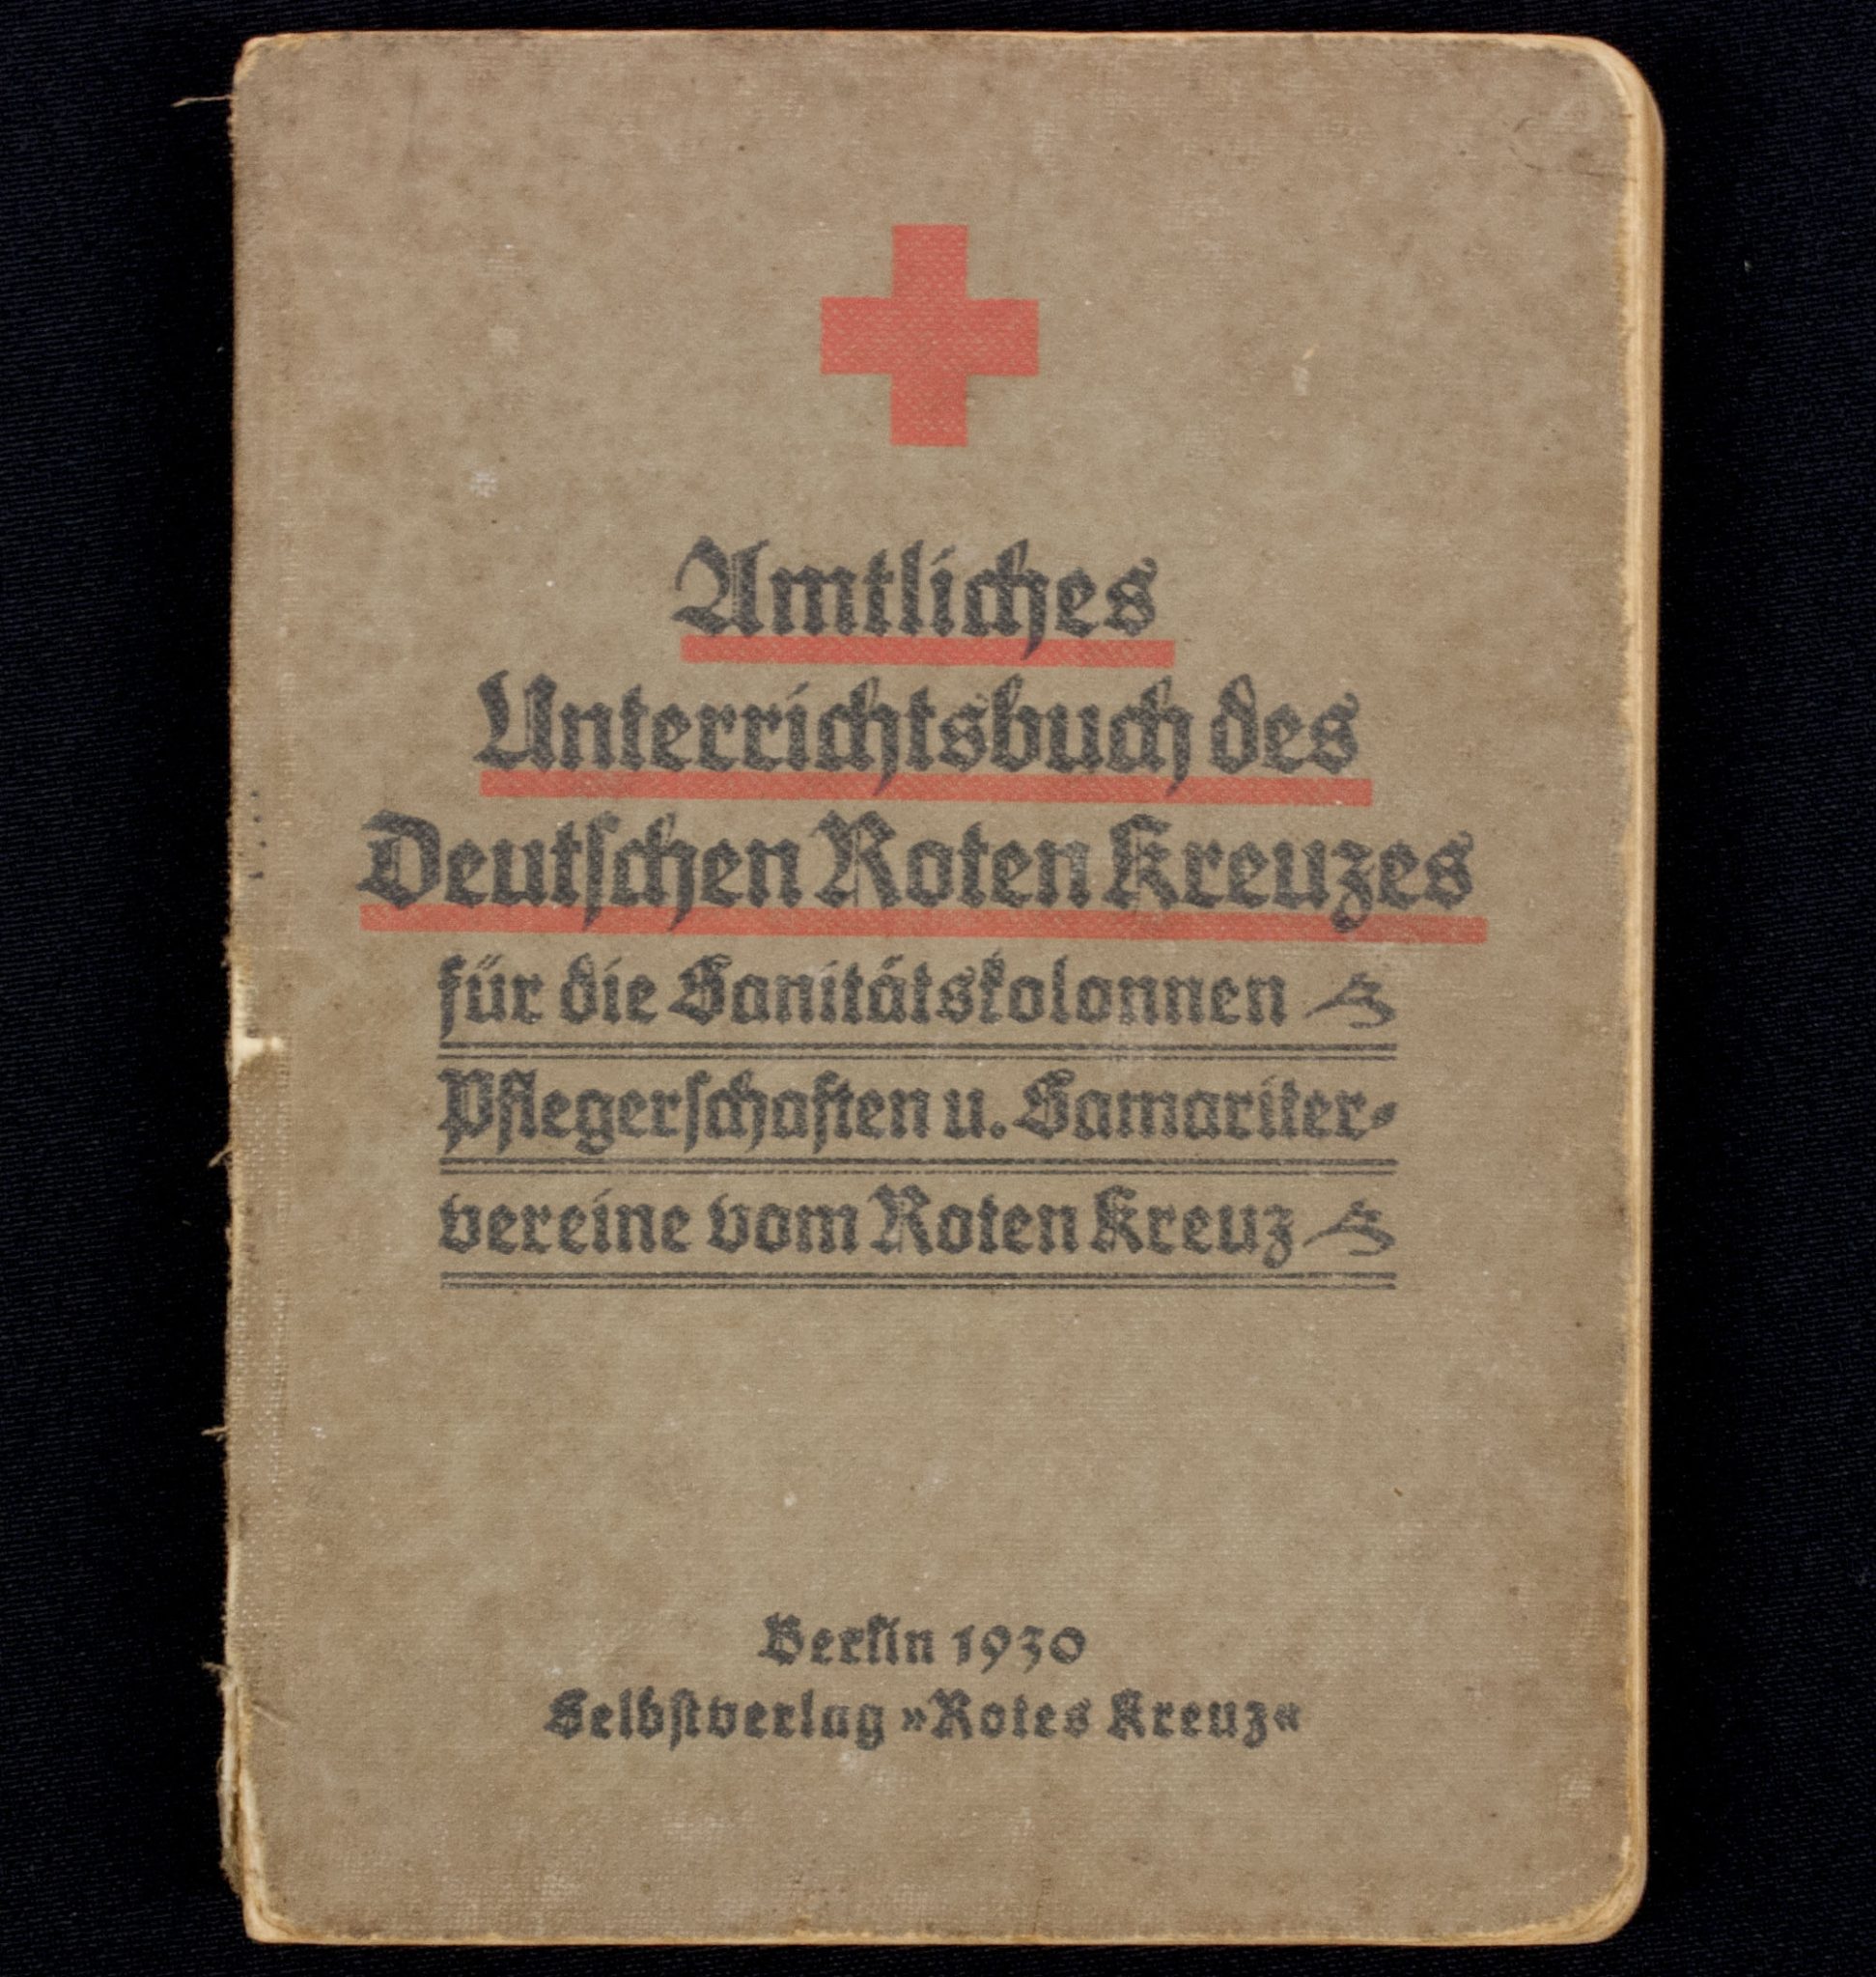 Amtliches
Unterrichtsbuch des
Deutſchen Roten Kreuzes
für die Sanitätskolonnen
Pflegerſchaften u. Samariter-
vereine vom Roten Kreuz
Berlin 1930
Selbſtverlag »Rotes Kreuz«